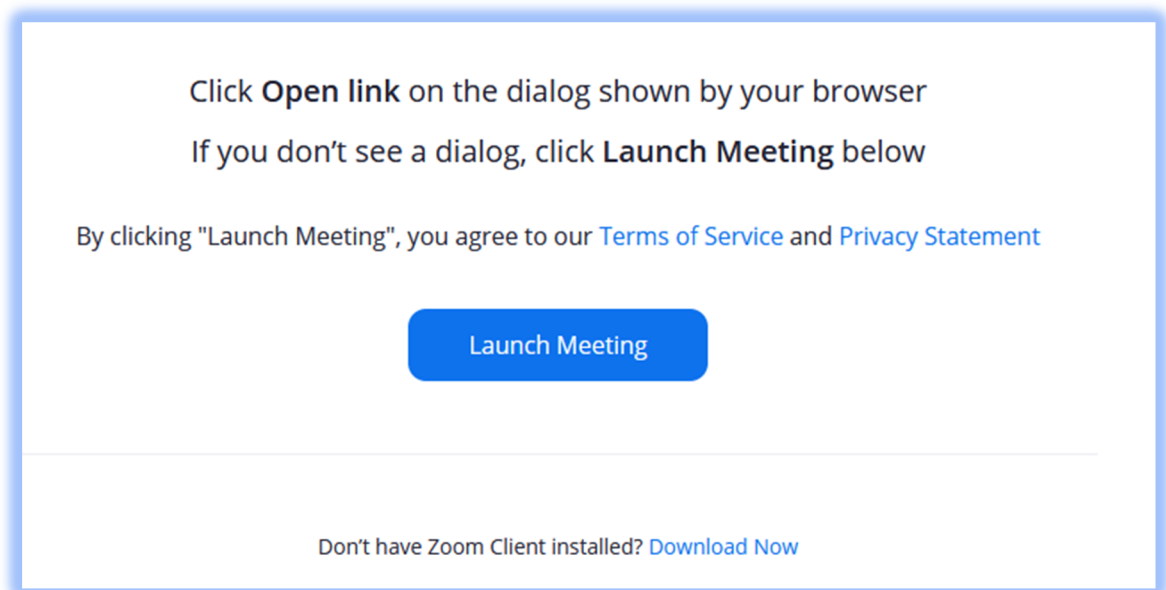 Click Open link on the dialog shown by your browser
If you don’t see a dialog, click Launch Meeting below
By clicking "Launch Meeting", you agree to our Terms of Service and Privacy Statement
Launch Meeting
Don’t have Zoom Client installed? Download Now